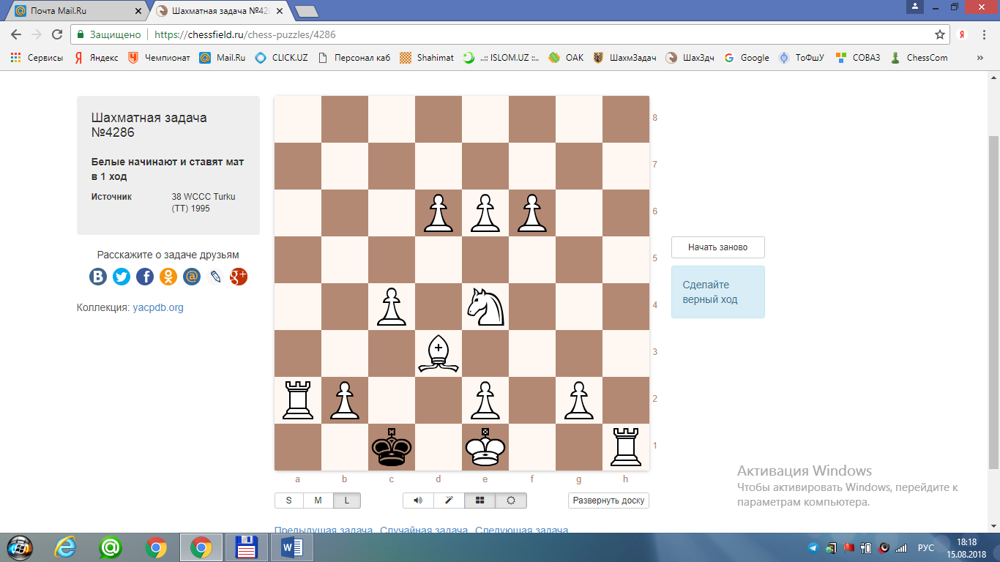 Почта Mail.Ru
Шахматная задача №428
Защищено
https://chessfield.ru/chess-puzzles/4286
Сервисы Яндекс Чемпионат Mail.Ru CLICK.UZ Персонал каб Shahimat ..:: ISLOM.UZ ::.. ОАК ШахмЗадач ШахЗдч Google ТоФшУ СОВАЗ ChessCom »
Шахматная задача
№4286
Белые начинают и ставят мат
в 1 ход
Источник 38 WCCC Turku
(TT) 1995
Расскажите о задаче друзьям
Коллекция: yacpdb.org
8
7
6
5
4
3
2
1
a b c d e f g h
Начать заново
Сделайте
верный ход
S M L
Развернуть доску
Предыдущая задача Случайная задача Следующая задача
Активация Windows
Чтобы активировать Windows, перейдите к
параметрам компьютера.
РУС
18:18
15.08.2018